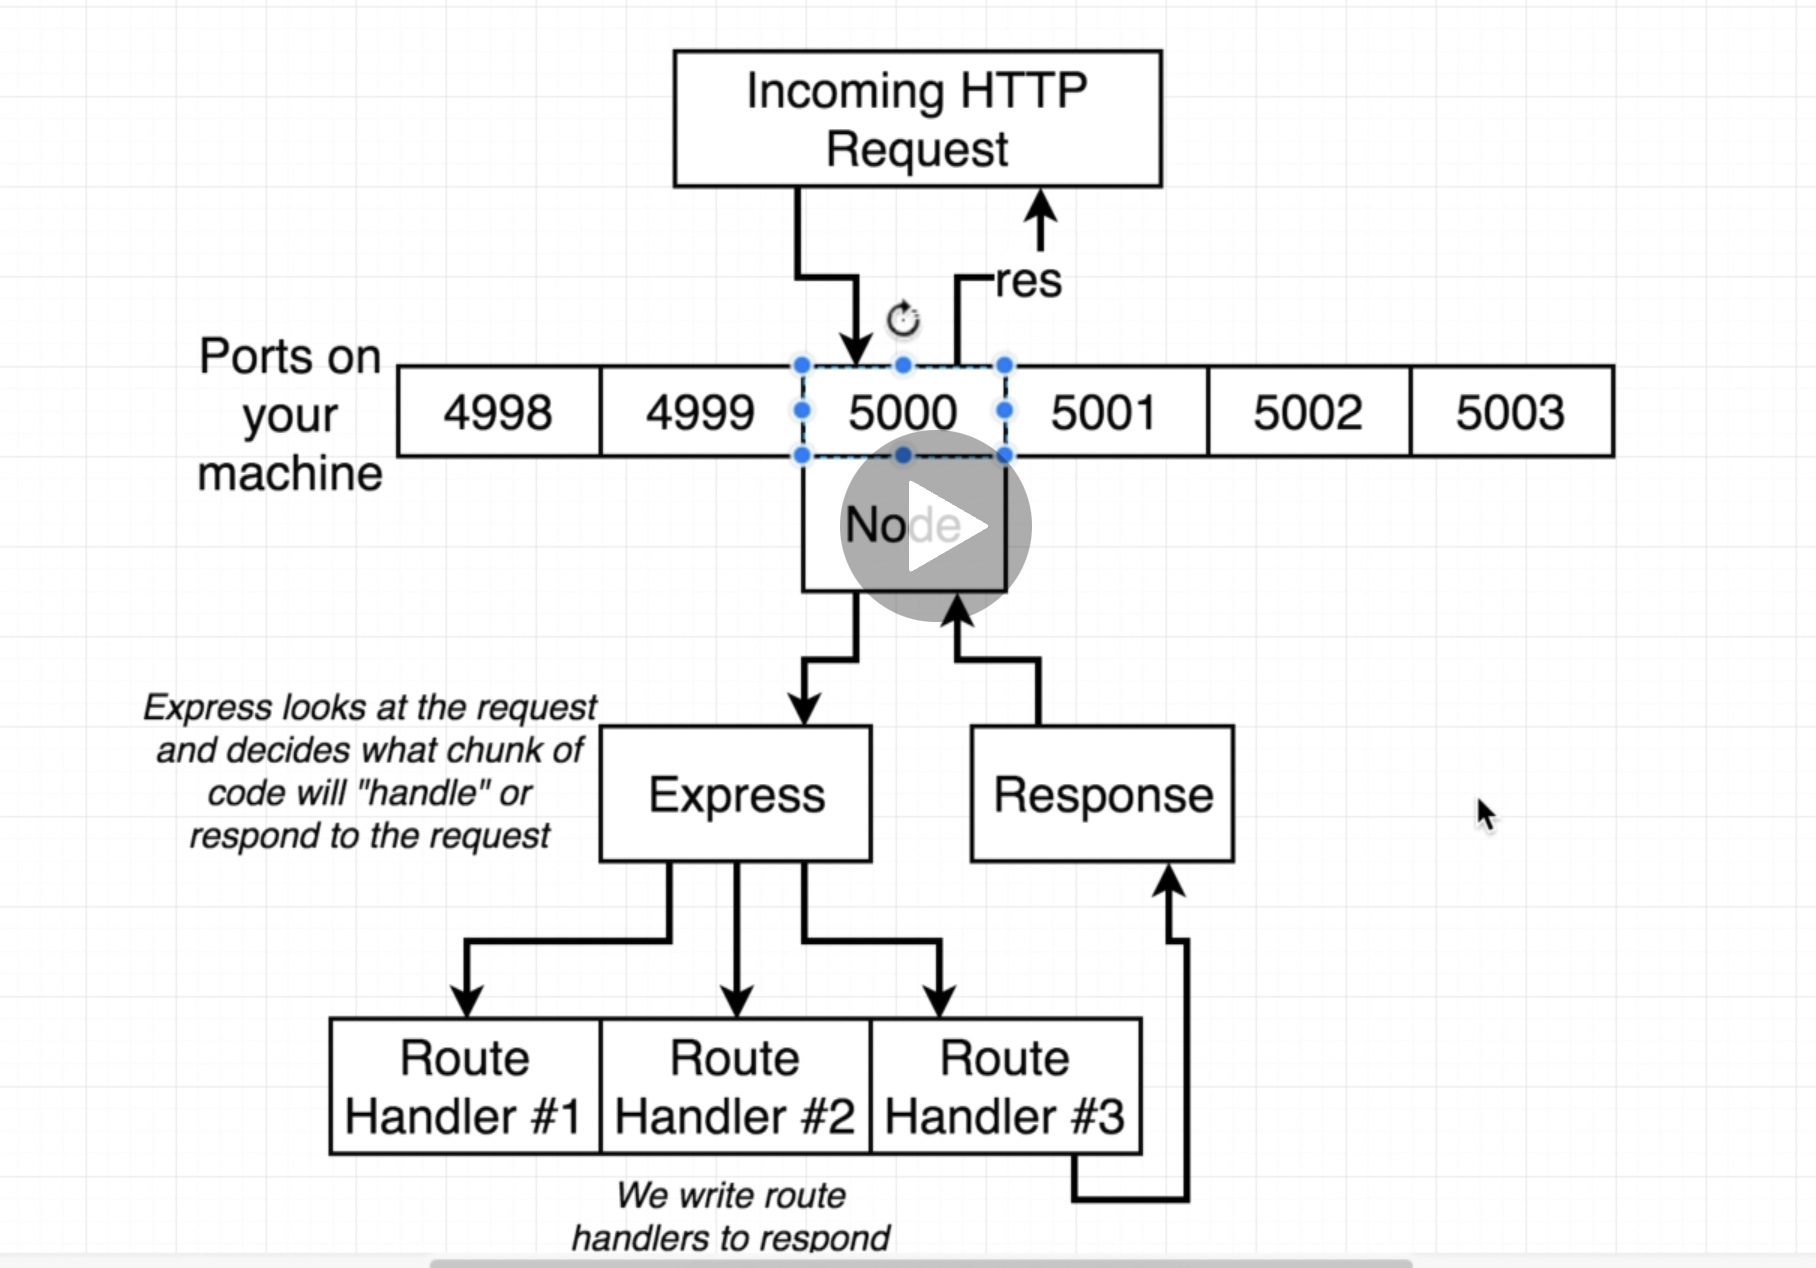 Incoming HTTP
Request
res
Ports on
your
machine
4998
4999
5000
5001
5002
5003
Node
Express looks at the request
and decides what chunk of
code will "handle" or
respond to the request
Express
Response
Route
Handler #1
Route
Handler #2
Route
Handler #3
We write route
handlers to respond